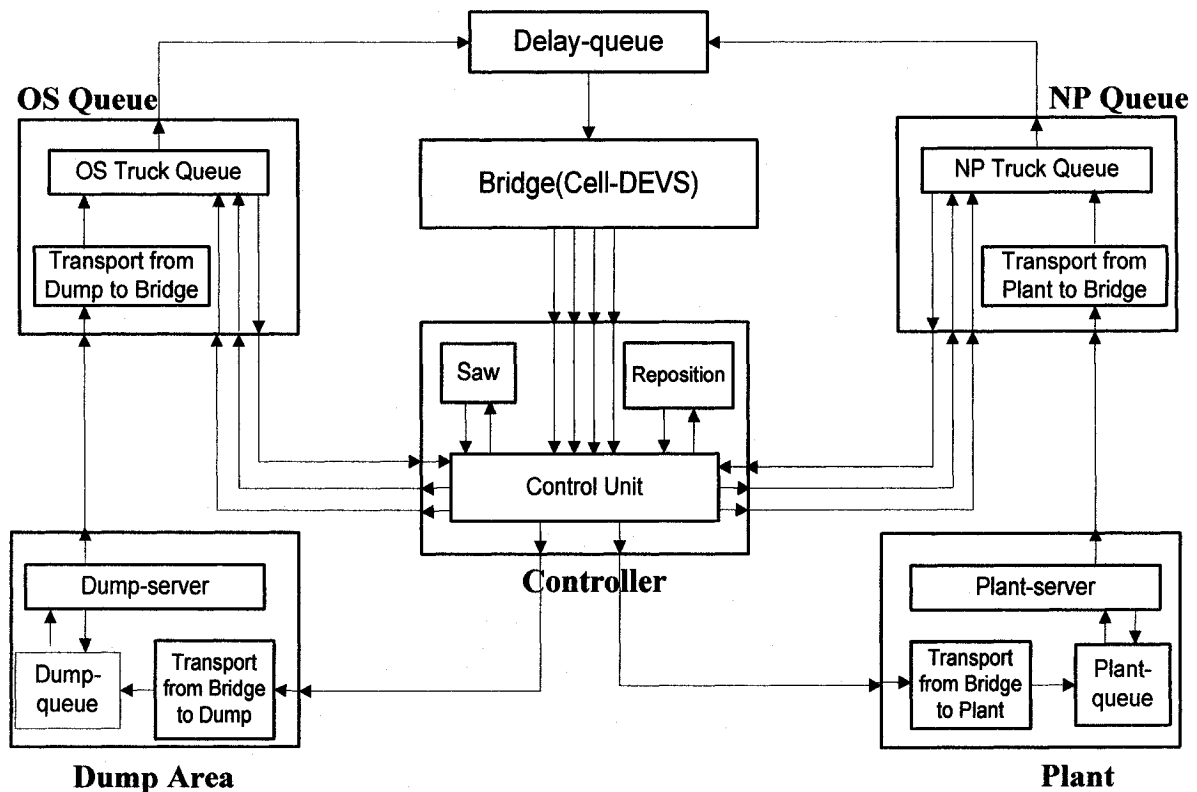 Delay-queue
OS Queue
NP Queue
OS Truck Queue
Bridge(Cell-DEVS)
NP Truck Queue
Transport from
Dump to Bridge
Transport from
Plant to Bridge
Saw
Reposition
Control Unit
Controller
Dump-server
Plant-server
Dump-
queue
Transport
from Bridge
to Dump
Transport
from Bridge
to Plant
Plant-
queue
Dump Area
Plant